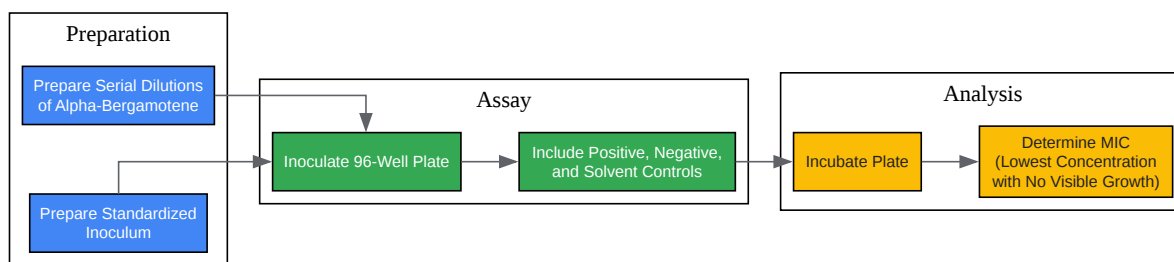 Preparation
Prepare Serial Dilutions
of Alpha-Bergamotene
Prepare Standardized
Inoculum
Assay
Inoculate 96-Well Plate
Include Positive, Negative,
and Solvent Controls
Analysis
Incubate Plate
Determine MIC
(Lowest Concentration
with No Visible Growth)